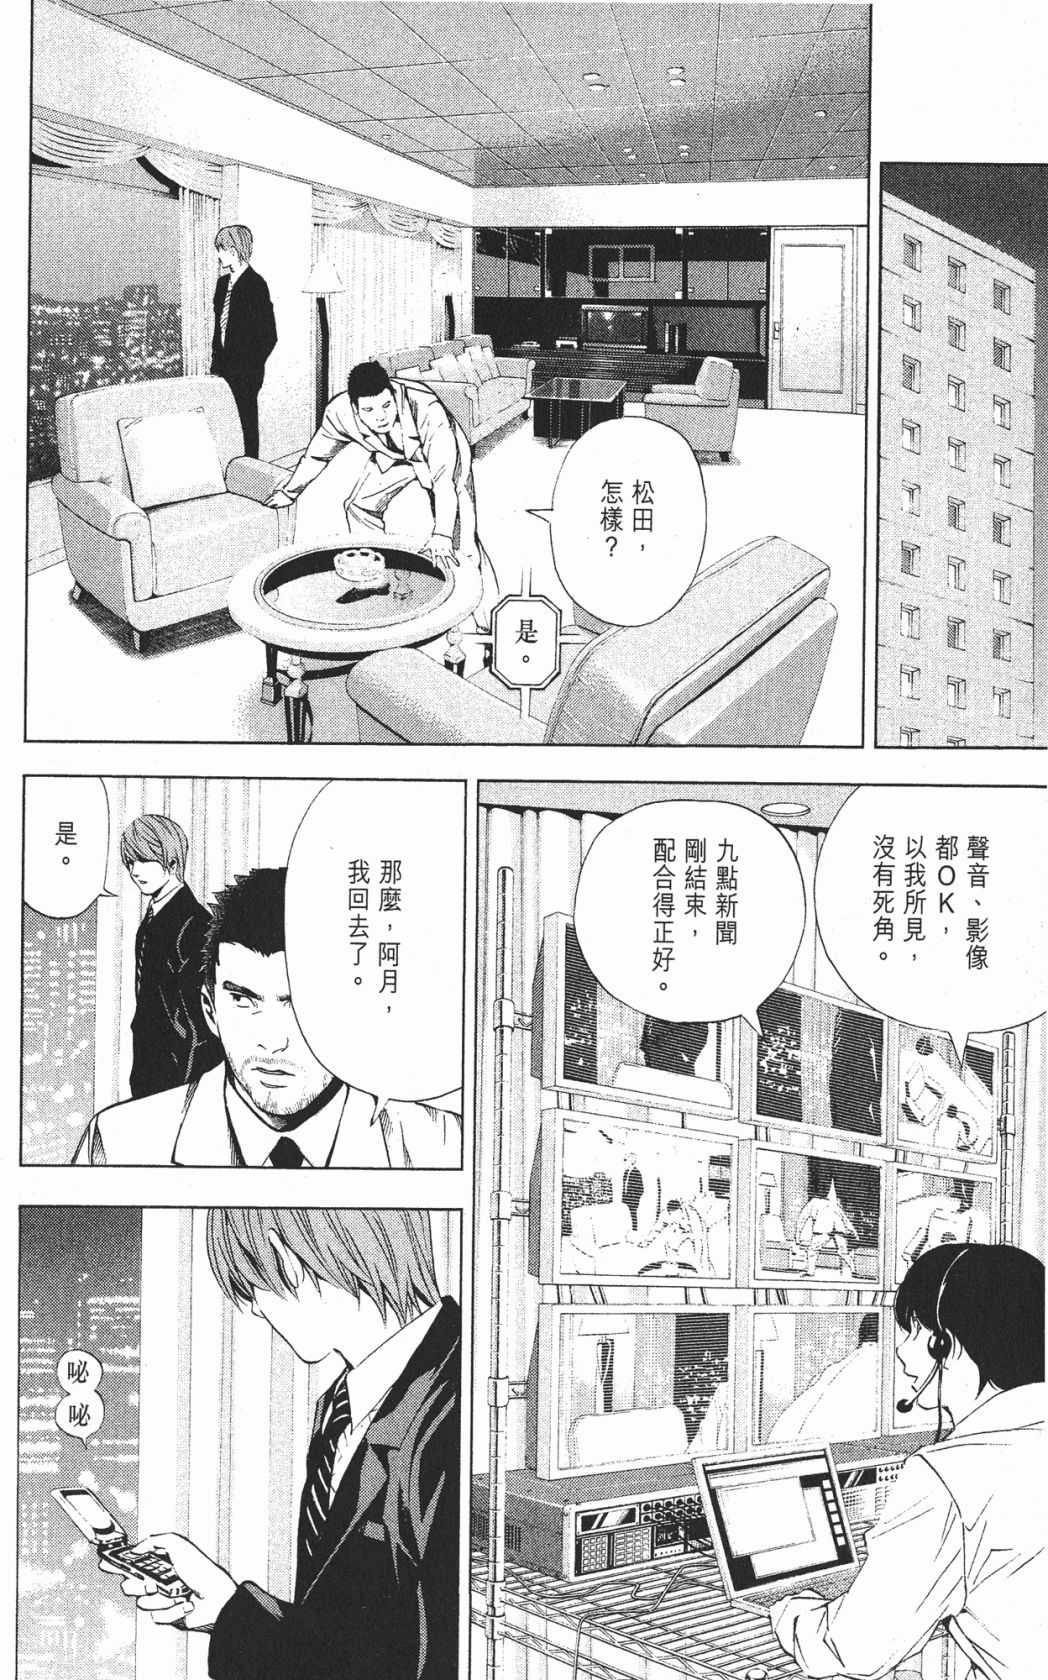 松田，
怎樣？
是。
聲音、影像
都OK，
以我所見，
沒有死角。
九點新聞
剛結束，
配合得正好。
那麼，阿月，
我回去了。
是。
咇
咇